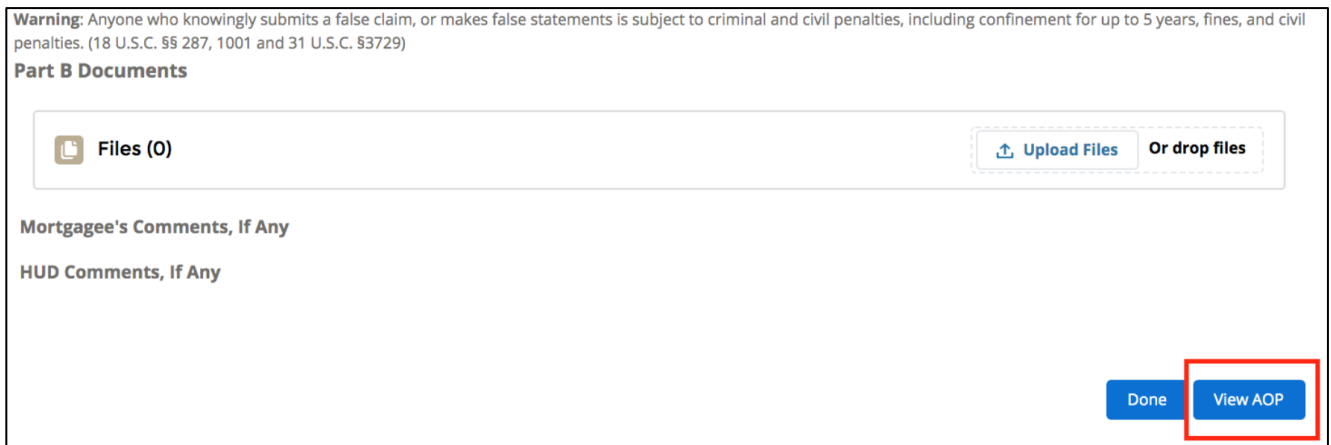 Warning: Anyone who knowingly submits a false claim, or makes false statements is subject to criminal and civil penalties, including confinement for up to 5 years, fines, and civil
penalties. (18 U.S.C. §§ 287, 1001 and 31 U.S.C. §3729)
Part B Documents
Files (0)
Upload Files
Or drop files
Mortgagee's Comments, If Any
HUD Comments, If Any
Done
View AOP